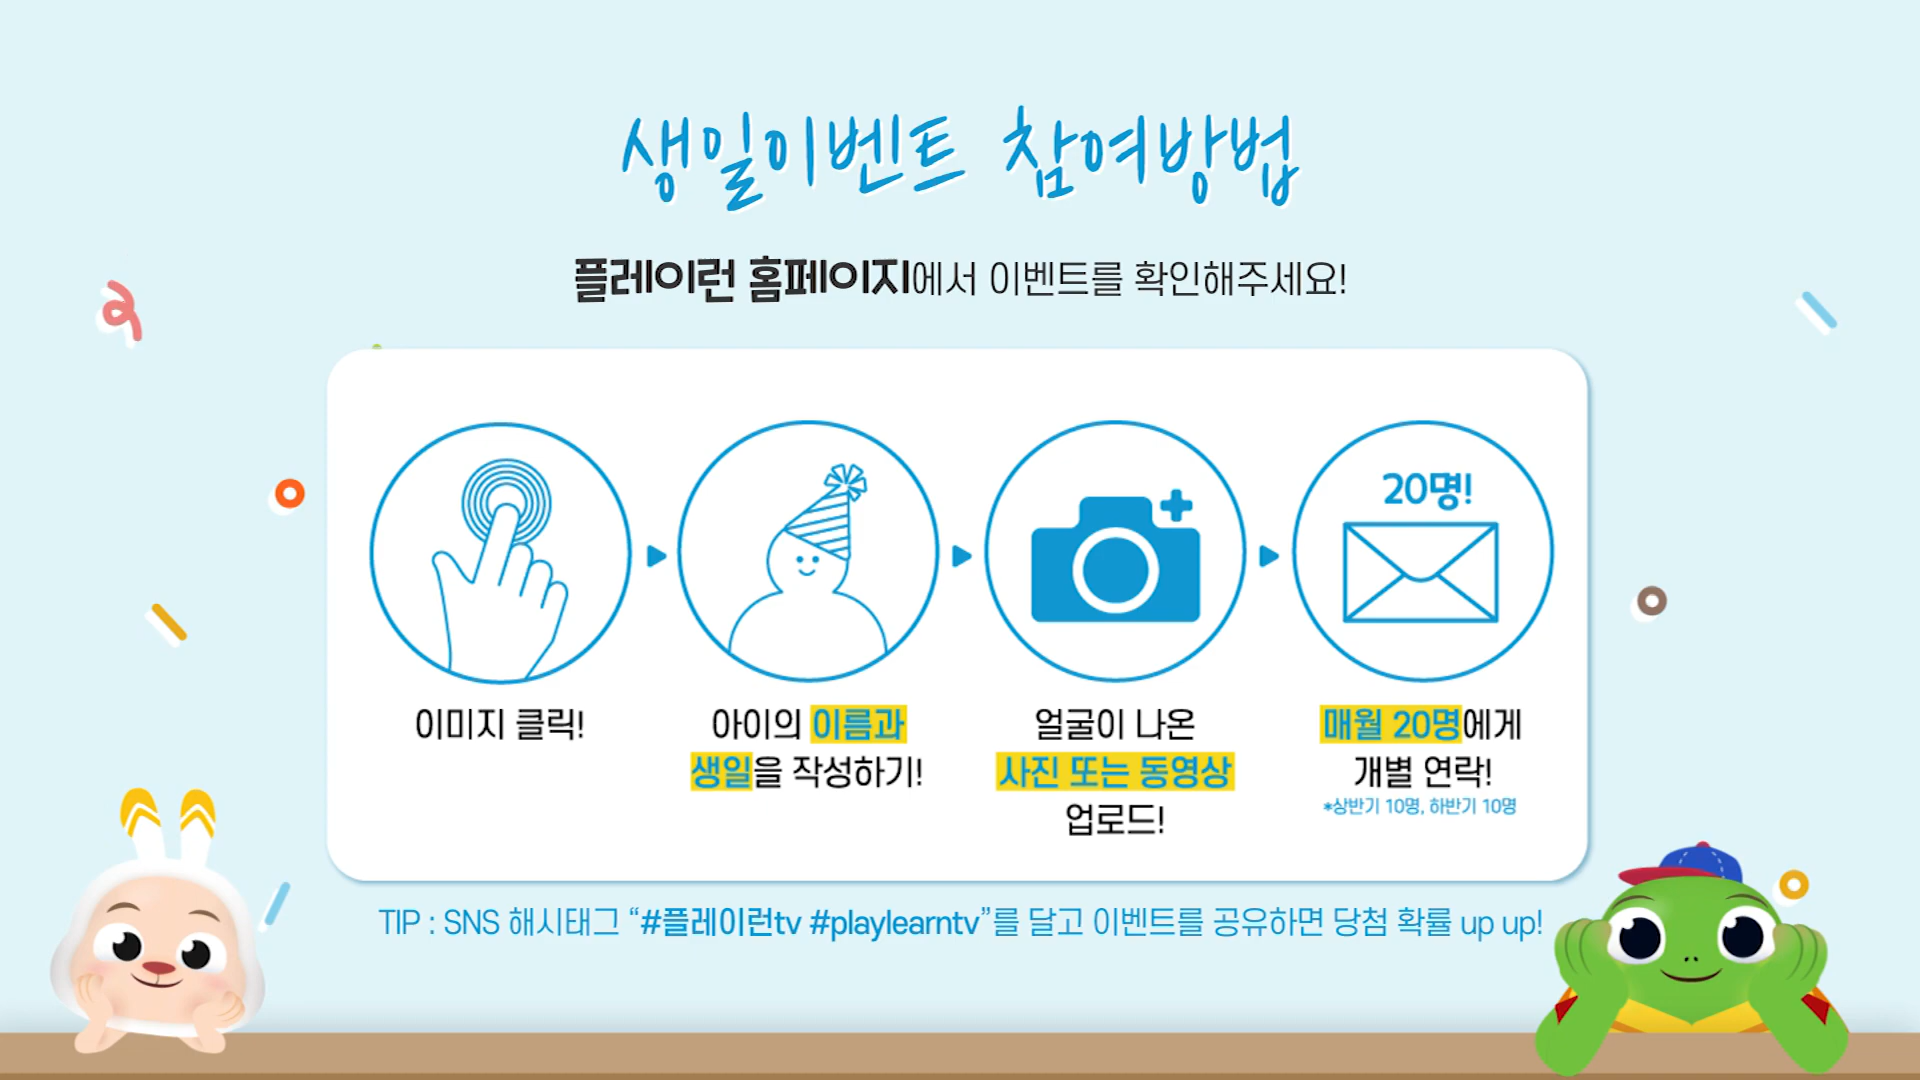 생일이벤트 참여방법
플레이런 홈페이지에서 이벤트를 확인해주세요!
이미지 클릭!
아이의 이름과
생일을 작성하기!
얼굴이 나온
사진 또는 동영상
업로드!
20명!
매월 20명에게
개별 연락!
*상반기 10명, 하반기 10명
TIP : SNS 해시태그 “#플레이런tv #playlearntv”를 달고 이벤트를 공유하면 당첨 확률 up up!